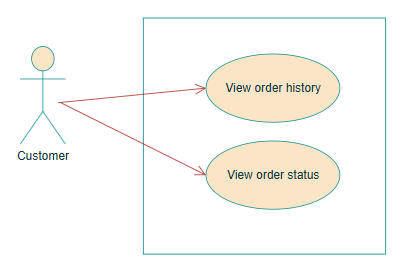 View order history
View order status
Customer